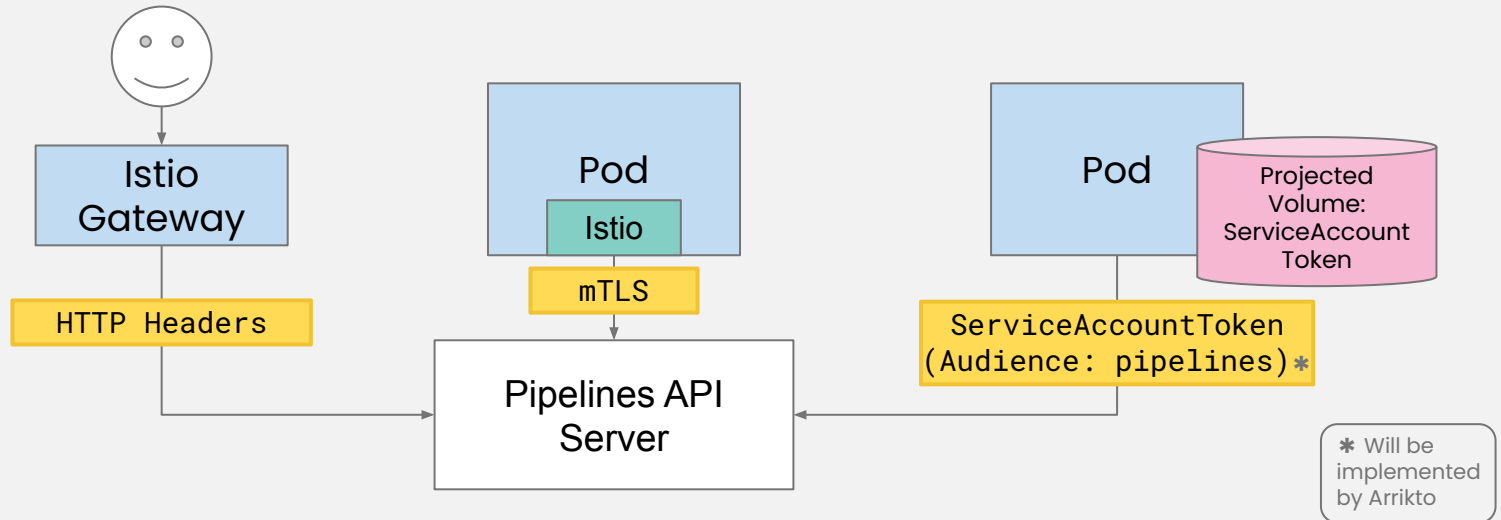 Istio
Gateway
HTTP Headers
Pod
Istio
mTLS
Pipelines API
Server
Pod
Projected
Volume:
ServiceAccount
Token
ServiceAccountToken
(Audience: pipelines)*
* Will be
implemented
by Arrikto